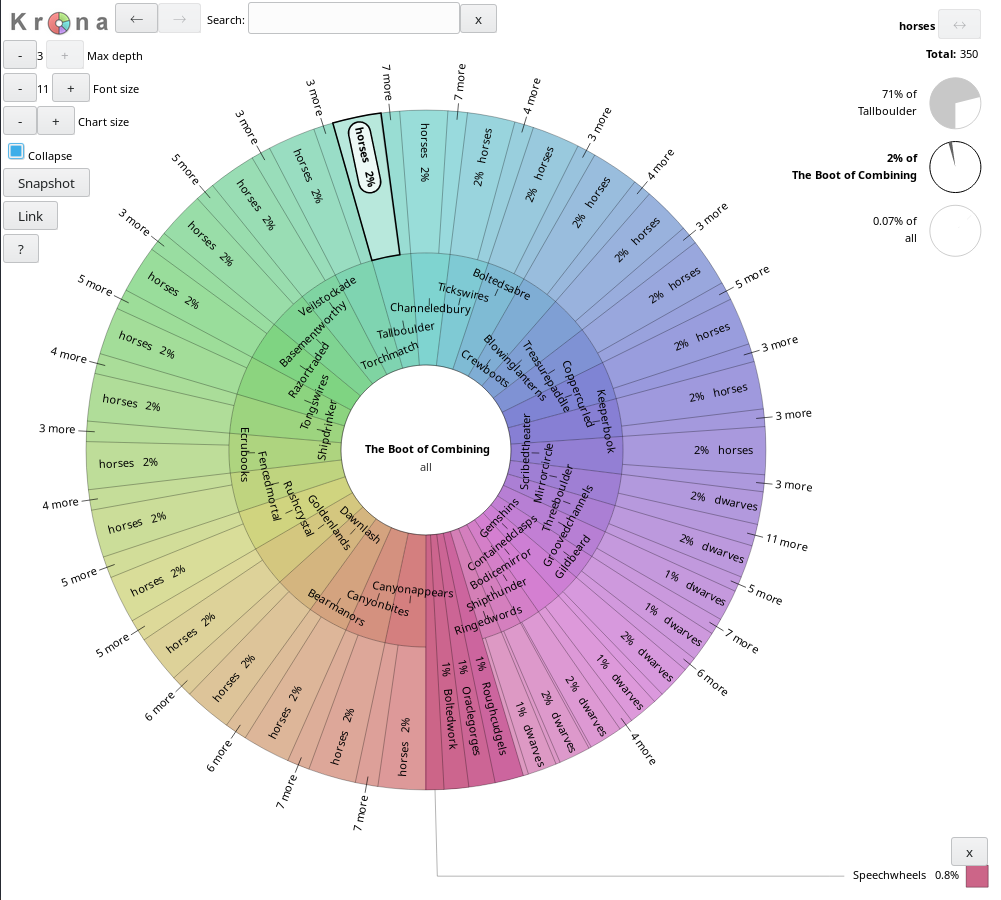 Krona
←
→
Search:
x
horses
↔
- 3 + Max depth
Total: 350
- 11 + Font size
71% of
Tallboulder
- + Chart size
Collapse
2% of
The Boot of Combining
Snapshot
Link
0.07% of
all
?
The Boot of Combining
all
Torchmatch
Tallboulder
Channeledbury
Tickswires
Boltedsabre
Crewboots
Blowinglanterns
Treasurepaddle
Coppercurled
Keeperbook
Scribedtheater
Mirrorcircle
Threeboulder
Groovedchannels
Gildbeard
Gemshins
Containedclasps
Bodicemirror
Shipthunder
Ringedwords
Canyonappears
Canyonbites
Bearmanors
Dawnlash
Goldenlands
Rushcrystal
Fencedmortal
Ecrubooks
Shipdrinker
Tongswires
Razortraded
Basementworthy
Veilstockade
horses 2%
7 more
horses 2%
7 more
2% horses
4 more
2% horses
3 more
2% horses
4 more
2% horses
3 more
2% horses
5 more
2% horses
3 more
2% horses
3 more
2% horses
3 more
2% dwarves
11 more
2% dwarves
5 more
1% dwarves
7 more
1% dwarves
6 more
2% dwarves
1% dwarves
4 more
2% dwarves
2% dwarves
1% dwarves
1% Roughcudgels
1% Oraclegorges
1% Boltedwork
horses 2%
7 more
horses 2%
7 more
horses 2%
6 more
horses 2%
6 more
horses 2%
5 more
horses 2%
5 more
horses 2%
4 more
horses 2%
3 more
horses 2%
4 more
horses 2%
5 more
horses 2%
3 more
horses 2%
5 more
horses 2%
3 more
horses 2%
3 more
x
Speechwheels 0.8%